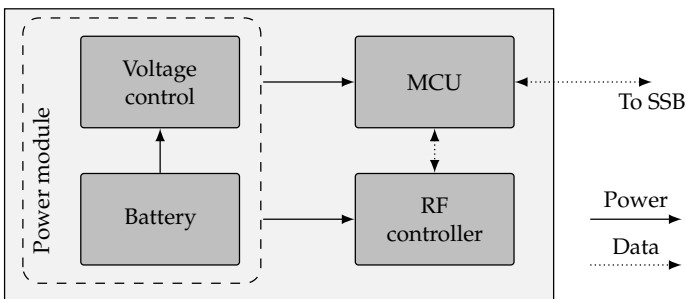 Power module
Voltage
control
MCU
To SSB
Battery
RF
controller
Power
Data